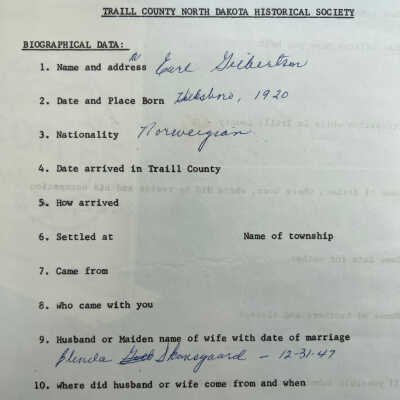 TRAILL COUNTY NORTH DAKOTA HISTORICAL SOCIETY
BIOGRAPHICAL DATA:
1. Name and address Earl Gilbertson
2. Date and Place Born Hillsboro, 1920
3. Nationality Norweigian
4. Date arrived in Traill County
5. How arrived
6. Settled at Name of township
7. Came from
8. Who came with you
9. Husband or Maiden name of wife with date of marriage
Skonsgaard - 12-31-47
10. Where did husband or wife come from and when